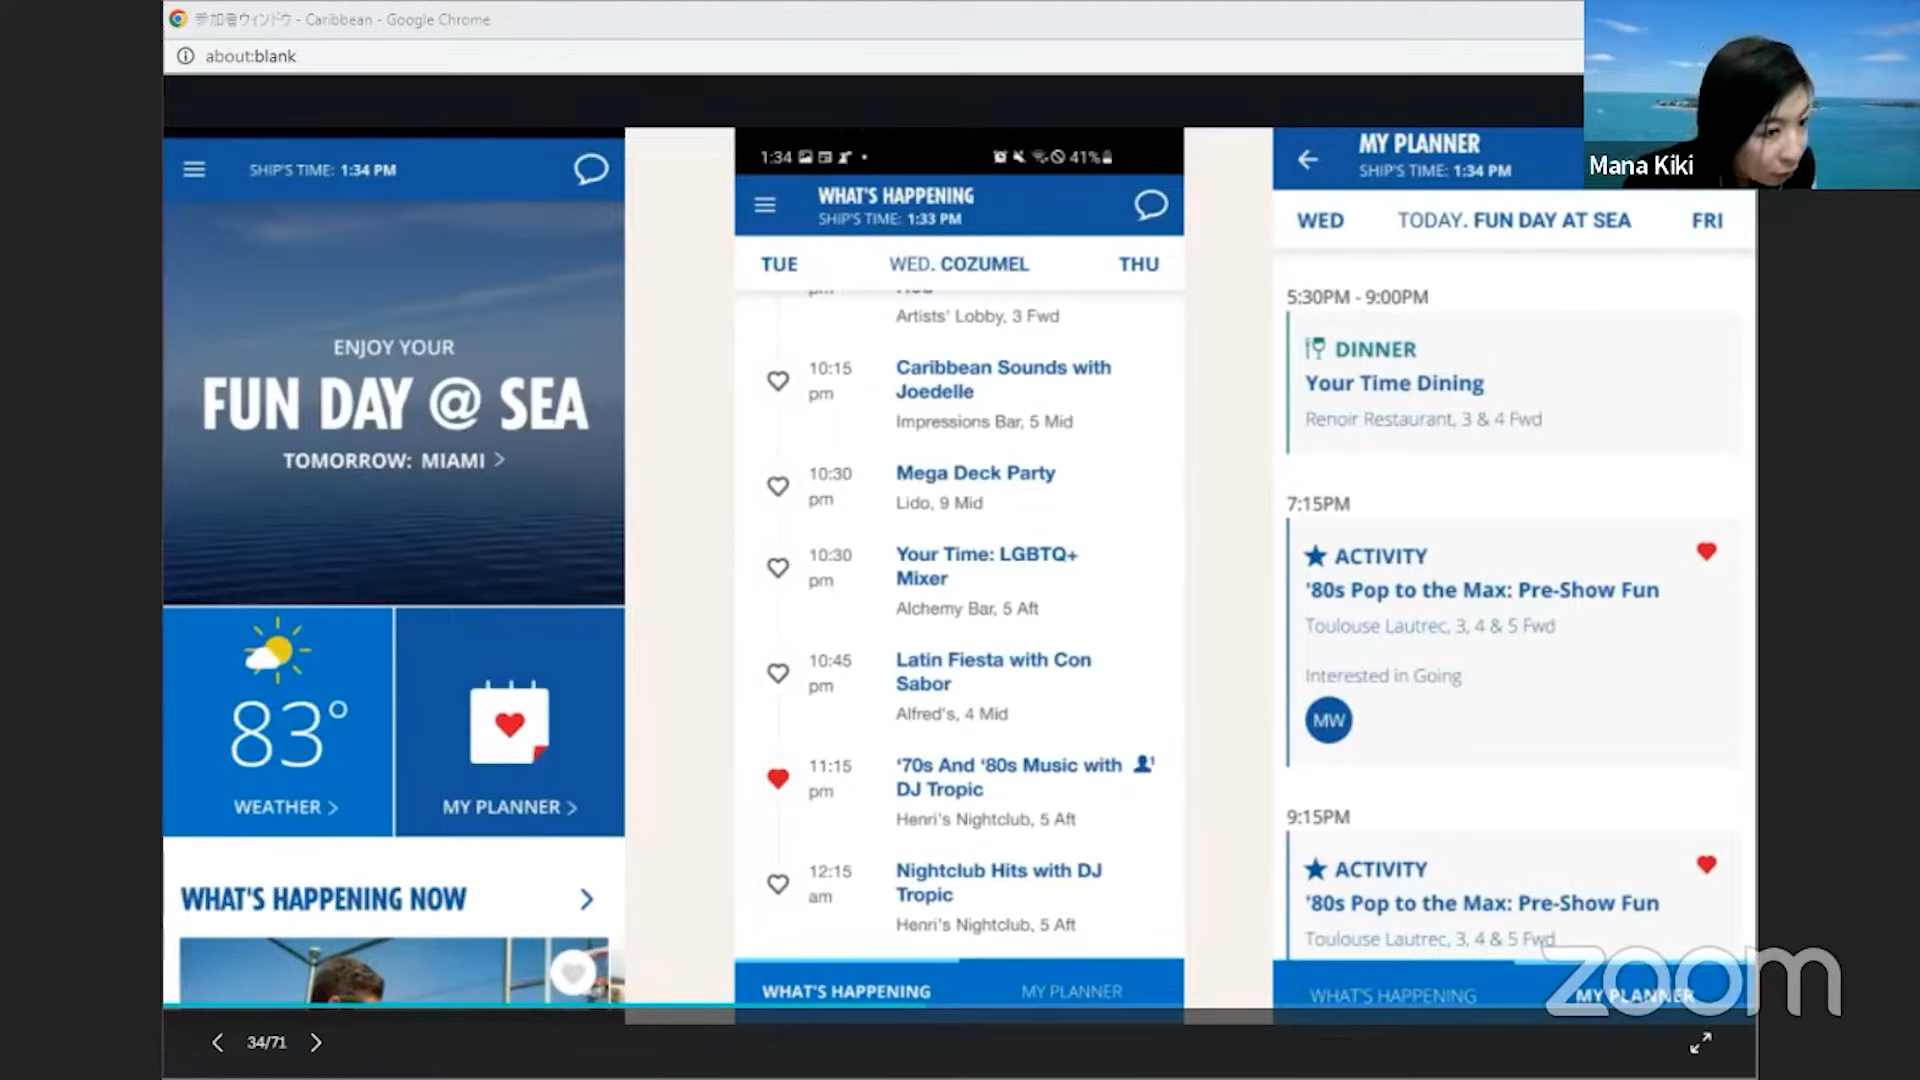 参加者ウィンドウ - Caribbean - Google Chrome
about:blank
Mana Kiki
SHIP'S TIME: 1:34 PM
ENJOY YOUR
FUN DAY @ SEA
TOMORROW: MIAMI >
83°
WEATHER >
MY PLANNER >
WHAT'S HAPPENING NOW
1:34
41%
WHAT'S HAPPENING
SHIP'S TIME: 1:33 PM
TUE
WED. COZUMEL
THU
pm
Artists' Lobby, 3 Fwd
10:15 pm
Caribbean Sounds with
Joedelle
Impressions Bar, 5 Mid
10:30 pm
Mega Deck Party
Lido, 9 Mid
10:30 pm
Your Time: LGBTQ+
Mixer
Alchemy Bar, 5 Aft
10:45 pm
Latin Fiesta with Con
Sabor
Alfred's, 4 Mid
11:15 pm
'70s And '80s Music with
DJ Tropic
Henri's Nightclub, 5 Aft
12:15 am
Nightclub Hits with DJ
Tropic
Henri's Nightclub, 5 Aft
WHAT'S HAPPENING
MY PLANNER
MY PLANNER
SHIP'S TIME: 1:34 PM
WED
TODAY. FUN DAY AT SEA
FRI
5:30PM - 9:00PM
DINNER
Your Time Dining
Renoir Restaurant, 3 & 4 Fwd
7:15PM
ACTIVITY
'80s Pop to the Max: Pre-Show Fun
Toulouse Lautrec, 3, 4 & 5 Fwd
Interested in Going
MW
9:15PM
ACTIVITY
'80s Pop to the Max: Pre-Show Fun
Toulouse Lautrec, 3, 4 & 5 Fwd
WHAT'S HAPPENING
MY PLANNER
zoom
34/71